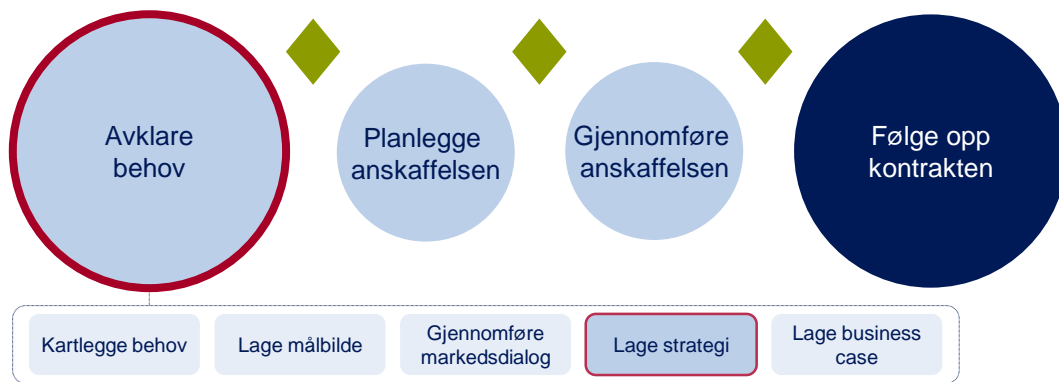 Avklare
behov
Planlegge
anskaffelsen
Gjennomføre
anskaffelsen
Følge opp
kontrakten
Kartlegge behov
Lage målbilde
Gjennomføre
markedsdialog
Lage strategi
Lage business
case